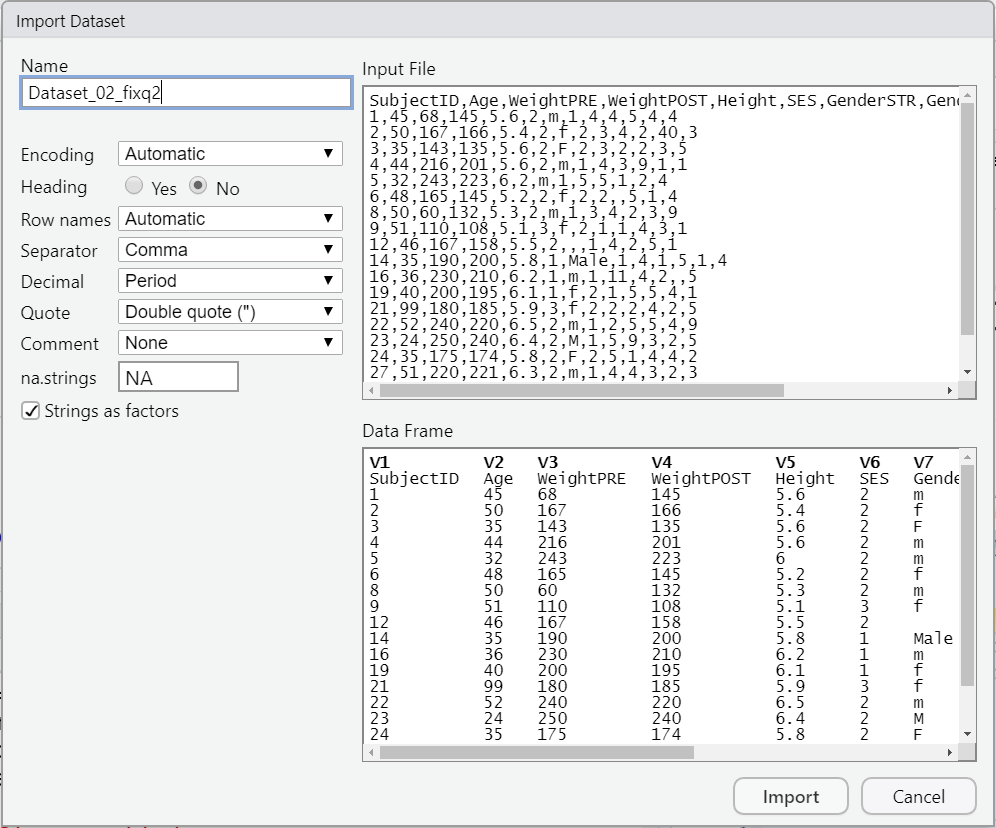 Import Dataset
Name
Dataset_02_fixq2
Encoding Automatic
Heading Yes No
Row names Automatic
Separator Comma
Decimal Period
Quote Double quote (")
Comment None
na.strings NA
Strings as factors
Input File
SubjectID,Age,WeightPRE,WeightPOST,Height,SES,GenderSTR,Gend
1,45,68,145,5.6,2,m,1,4,4,5,4,4
2,50,167,166,5.4,2,f,2,3,4,2,40,3
3,35,143,135,5.6,2,F,2,3,2,2,3,5
4,44,216,201,5.6,2,m,1,4,3,9,1,1
5,32,243,223,6,2,m,1,5,5,1,2,4
6,48,165,145,5.2,2,f,2,2,,5,1,4
8,50,60,132,5.3,2,m,1,3,4,2,3,9
9,51,110,108,5.1,3,f,2,1,1,4,3,1
12,46,167,158,5.5,2,,,1,4,2,5,1
14,35,190,200,5.8,1,Male,1,4,1,5,1,4
16,36,230,210,6.2,1,m,1,11,4,2,,5
19,40,200,195,6.1,1,f,2,1,5,5,4,1
21,99,180,185,5.9,3,f,2,2,2,4,2,5
22,52,240,220,6.5,2,m,1,2,5,5,4,9
23,24,250,240,6.4,2,M,1,5,9,3,2,5
24,35,175,174,5.8,2,F,2,5,1,4,4,2
27,51,220,221,6.3,2,m,1,4,4,3,2,3
Data Frame
V1 V2 V3 V4 V5 V6 V7
SubjectID Age WeightPRE WeightPOST Height SES Gende
1 45 68 145 5.6 2 m
2 50 167 166 5.4 2 f
3 35 143 135 5.6 2 F
4 44 216 201 5.6 2 m
5 32 243 223 6 2 m
6 48 165 145 5.2 2 f
8 50 60 132 5.3 2 m
9 51 110 108 5.1 3 f
12 46 167 158 5.5 2
14 35 190 200 5.8 1 Male
16 36 230 210 6.2 1 m
19 40 200 195 6.1 1 f
21 99 180 185 5.9 3 f
22 52 240 220 6.5 2 m
23 24 250 240 6.4 2 M
24 35 175 174 5.8 2 F
Import Cancel